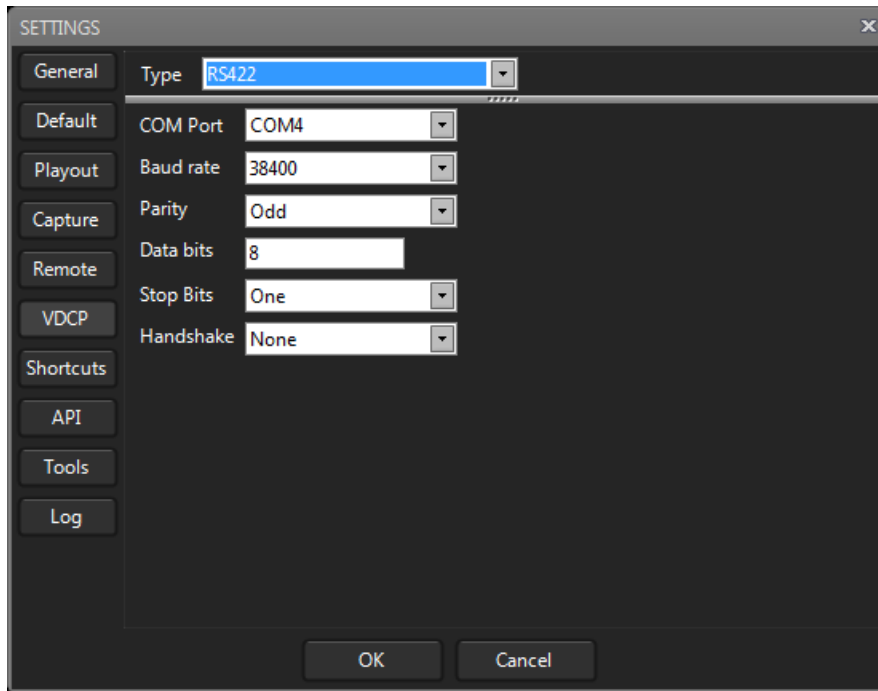 SETTINGS
General
Default
Playout
Capture
Remote
VDCP
Shortcuts
API
Tools
Log
Type RS422
COM Port COM4
Baud rate 38400
Parity Odd
Data bits 8
Stop Bits One
Handshake None
OK Cancel